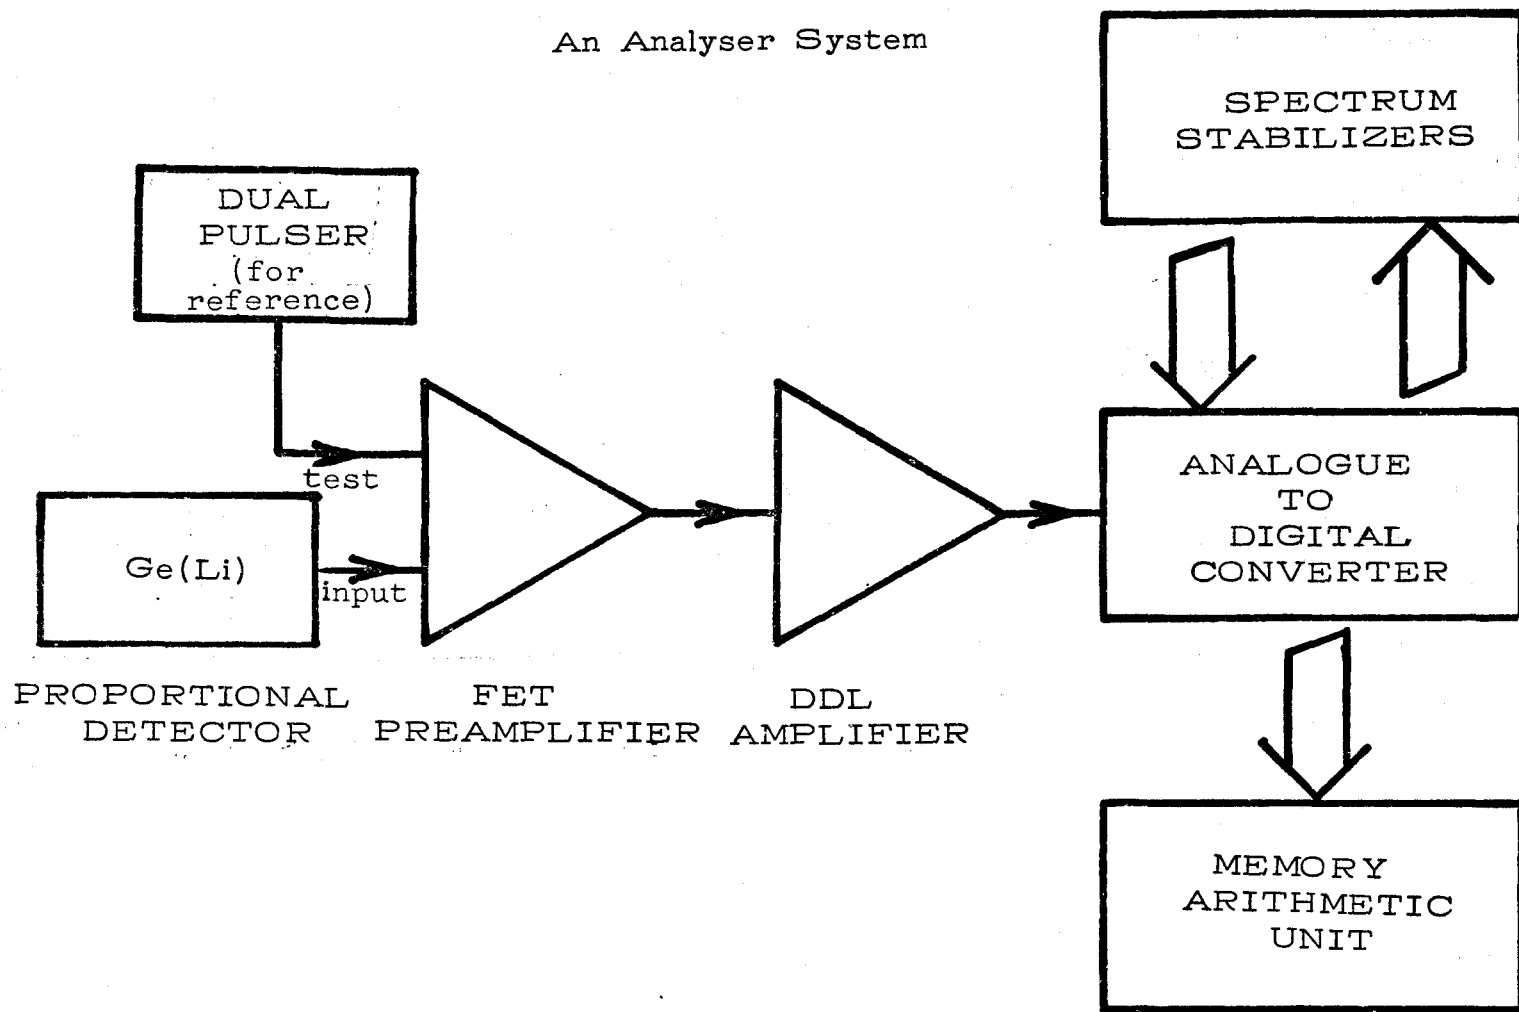 An Analyser System
SPECTRUM
STABILIZERS
DUAL
PULSER
(for
reference)
test
Ge(Li)
input
ANALOGUE
TO
DIGITAL
CONVERTER
PROPORTIONAL
DETECTOR
FET
PREAMPLIFIER
DDL
AMPLIFIER
MEMORY
ARITHMETIC
UNIT